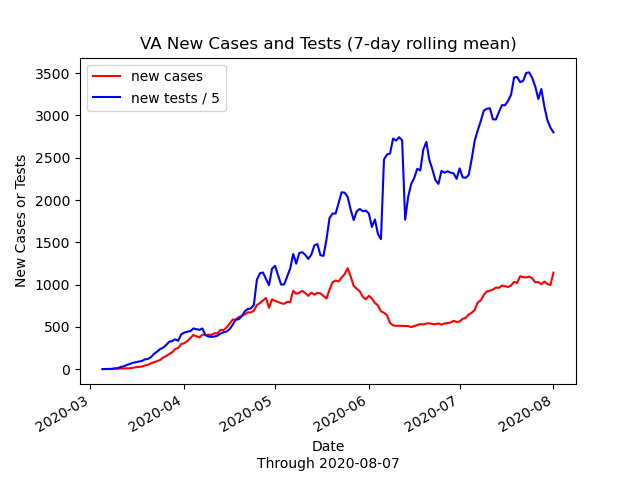 VA New Cases and Tests (7-day rolling mean)
new cases
new tests / 5
3500
3000
2500
2000
1500
1000
500
0
New Cases or Tests
2020-03
2020-04
2020-05
2020-06
2020-07
2020-08
Date
Through 2020-08-07